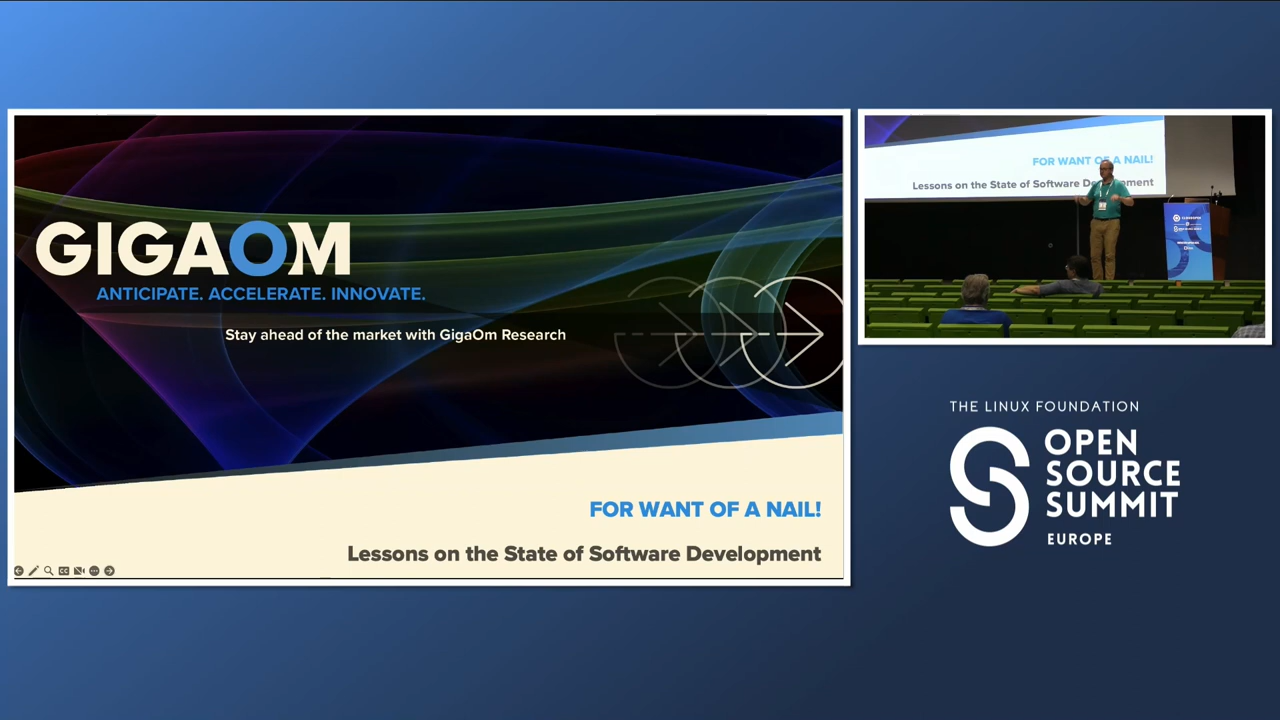 GIGAOM
ANTICIPATE. ACCELERATE. INNOVATE.
Stay ahead of the market with GigaOm Research
FOR WANT OF A NAIL!
Lessons on the State of Software Development
FOR WANT OF A NAIL!
Lessons on the State of Software Development
THE LINUX FOUNDATION
OPEN
SOURCE
SUMMIT
EUROPE